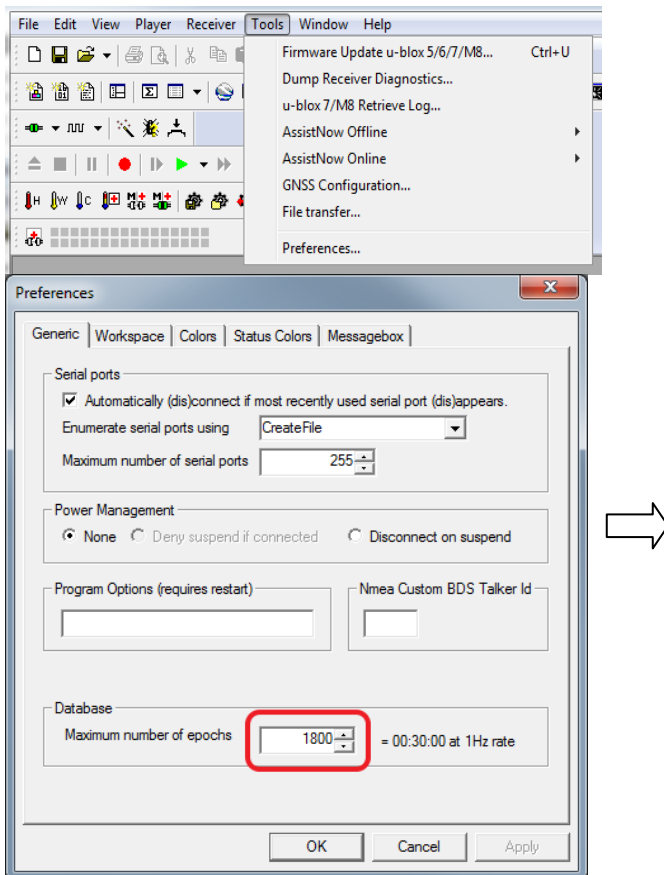 File Edit View Player Receiver Tools Window Help
Firmware Update u-blox 5/6/7/M8... Ctrl+U
Dump Receiver Diagnostics...
u-blox 7/M8 Retrieve Log...
AssistNow Offline
AssistNow Online
GNSS Configuration...
File transfer...
Preferences...
H W C M M
Preferences
Generic Workspace Colors Status Colors Messagebox
Serial ports
Automatically (dis)connect if most recently used serial port (dis)appears.
Enumerate serial ports using CreateFile
Maximum number of serial ports 255
Power Management
None Deny suspend if connected Disconnect on suspend
Program Options (requires restart) Nmea Custom BDS Talker Id
Database
Maximum number of epochs 1800 = 00:30:00 at 1Hz rate
OK Cancel Apply